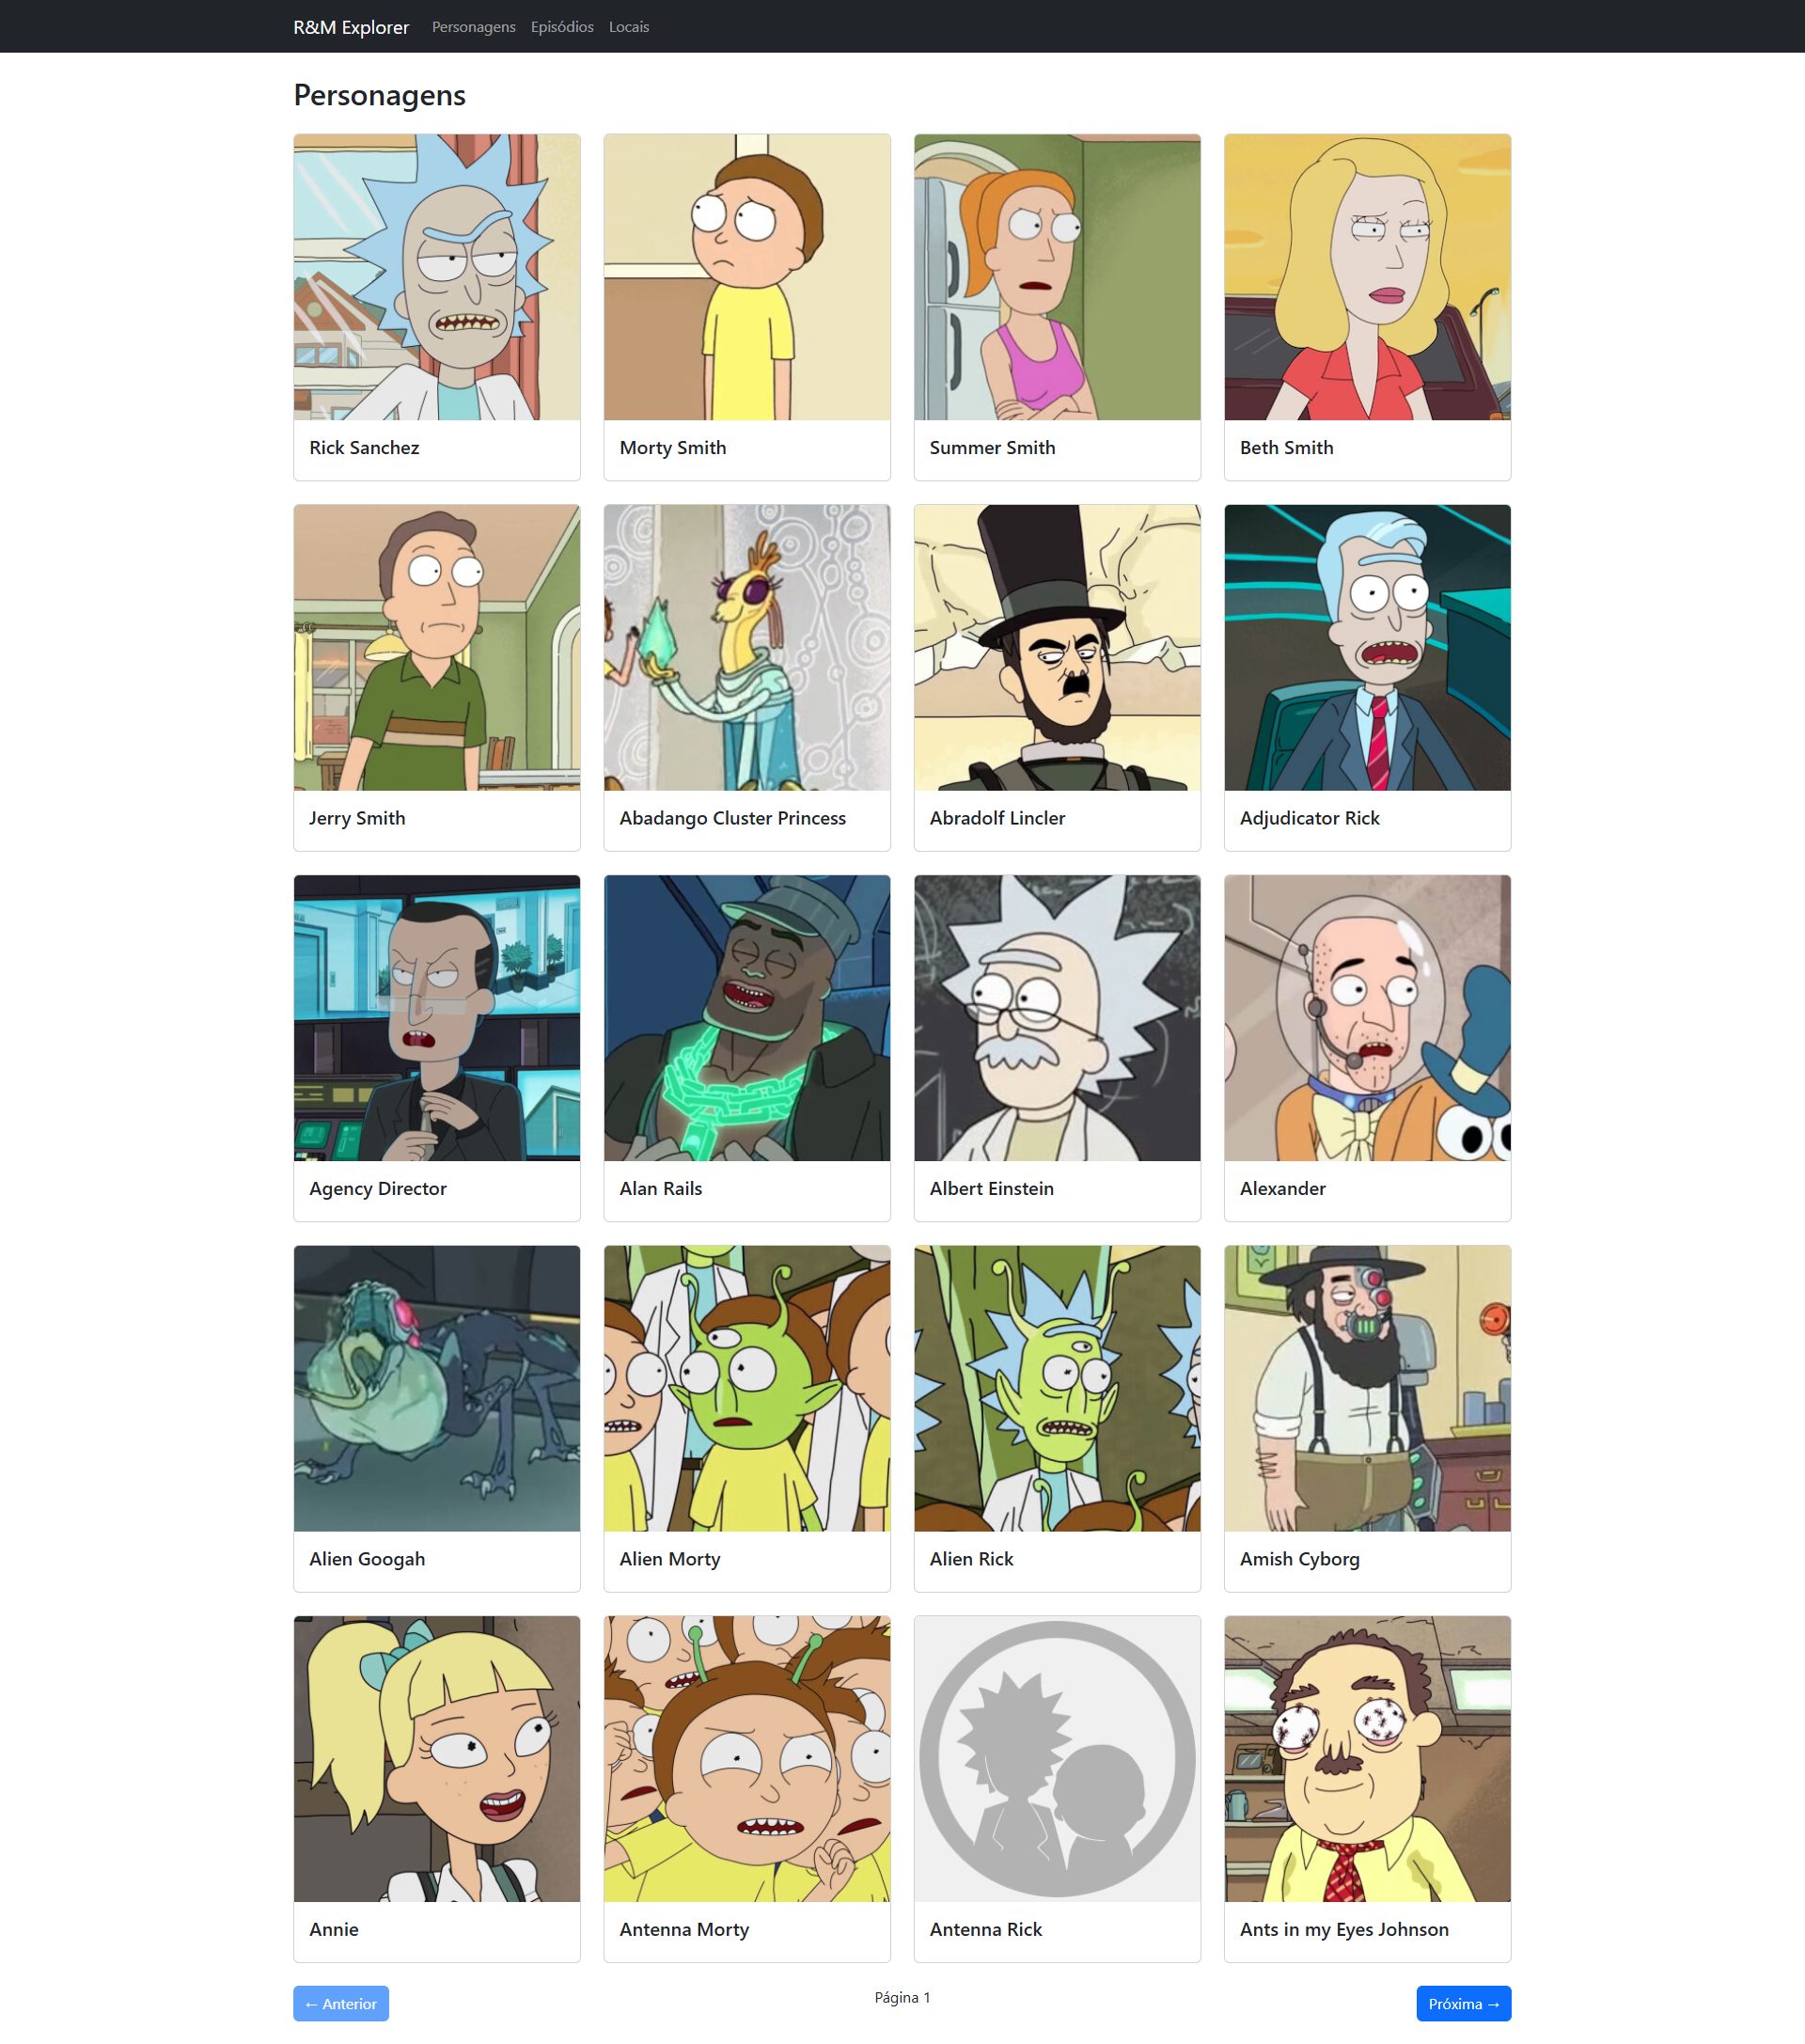 R&M Explorer Personagens Episódios Locais
Personagens
Rick Sanchez
Morty Smith
Summer Smith
Beth Smith
Jerry Smith
Abadango Cluster Princess
Abradolf Lincler
Adjudicator Rick
Agency Director
Alan Rails
Albert Einstein
Alexander
Alien Googah
Alien Morty
Alien Rick
Amish Cyborg
Annie
Antenna Morty
Antenna Rick
Ants in my Eyes Johnson
← Anterior
Página 1
Próxima →